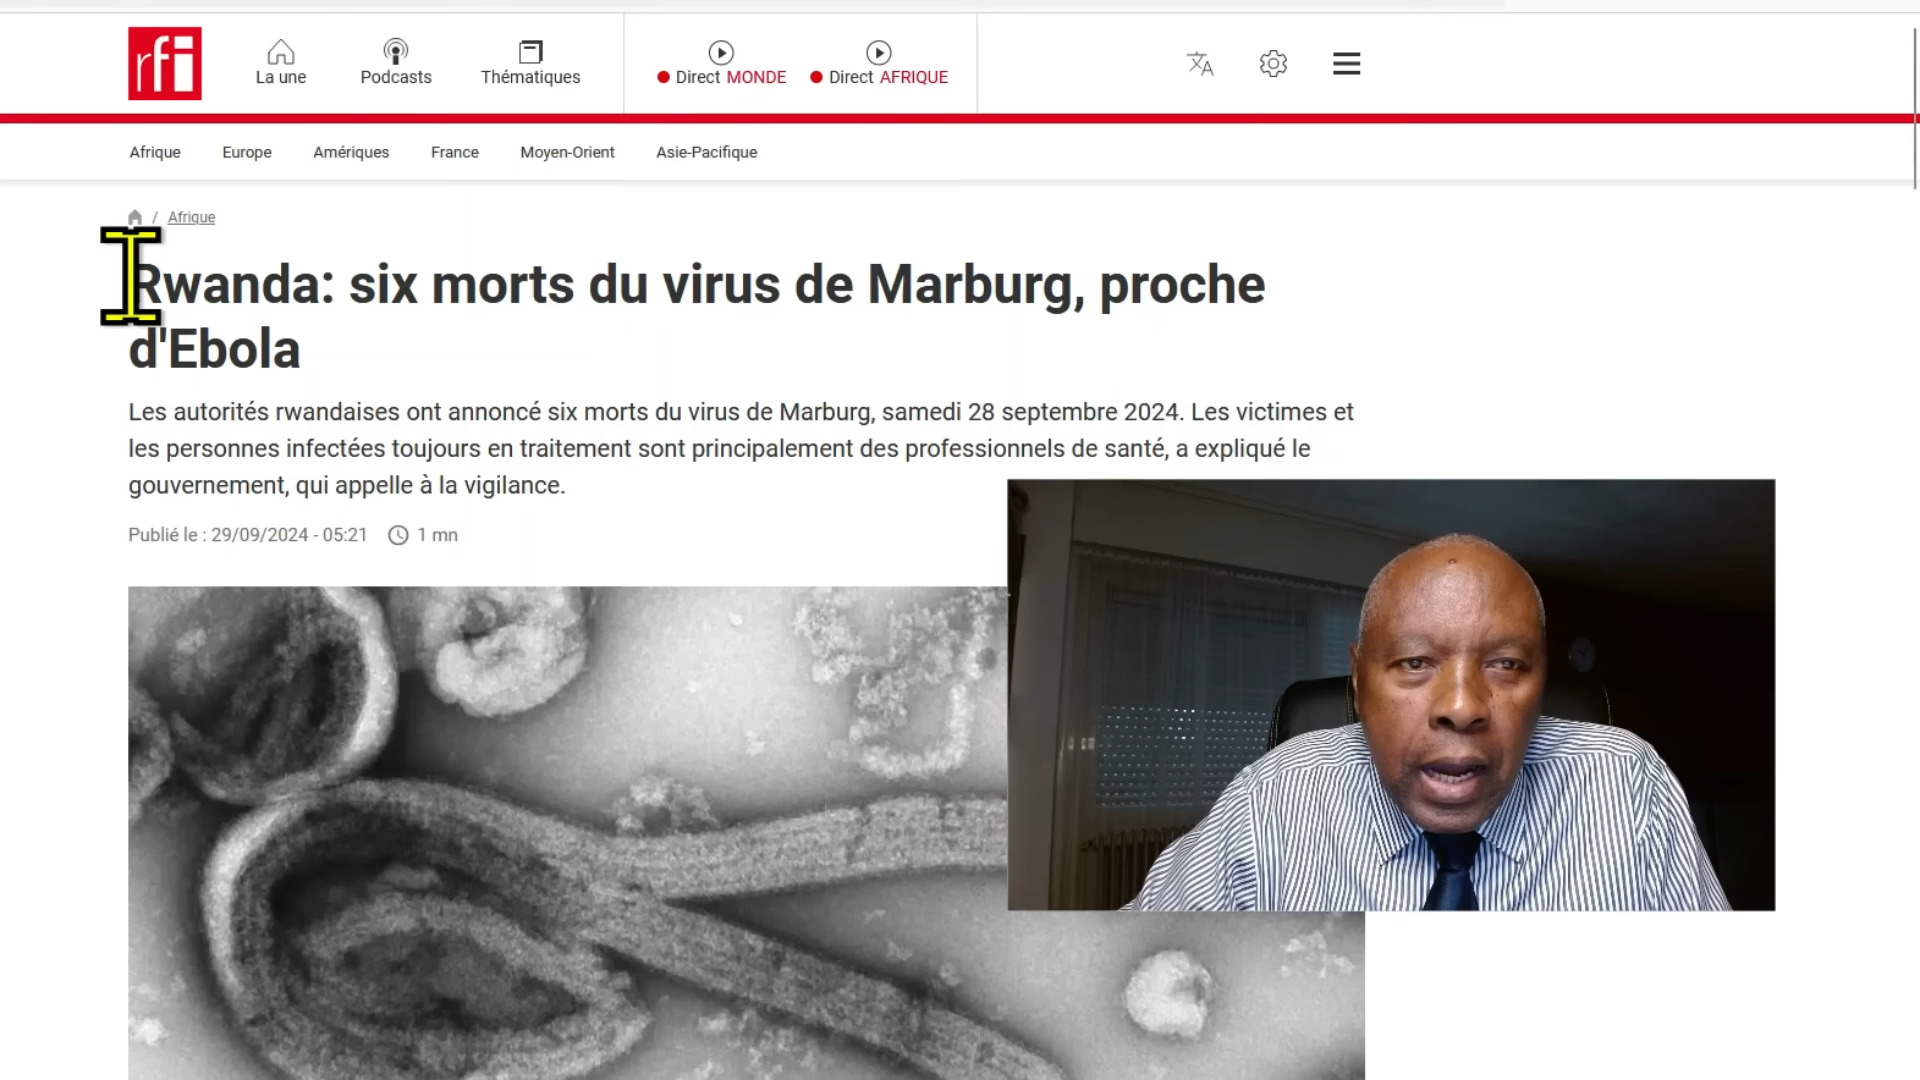 rfi
La une
Podcasts
Thématiques
Direct MONDE
Direct AFRIQUE
Afrique
Europe
Amériques
France
Moyen-Orient
Asie-Pacifique
/ Afrique
Rwanda: six morts du virus de Marburg, proche
d'Ebola
Les autorités rwandaises ont annoncé six morts du virus de Marburg, samedi 28 septembre 2024. Les victimes et
les personnes infectées toujours en traitement sont principalement des professionnels de santé, a expliqué le
gouvernement, qui appelle à la vigilance.
Publié le : 29/09/2024 - 05:21
1 mn